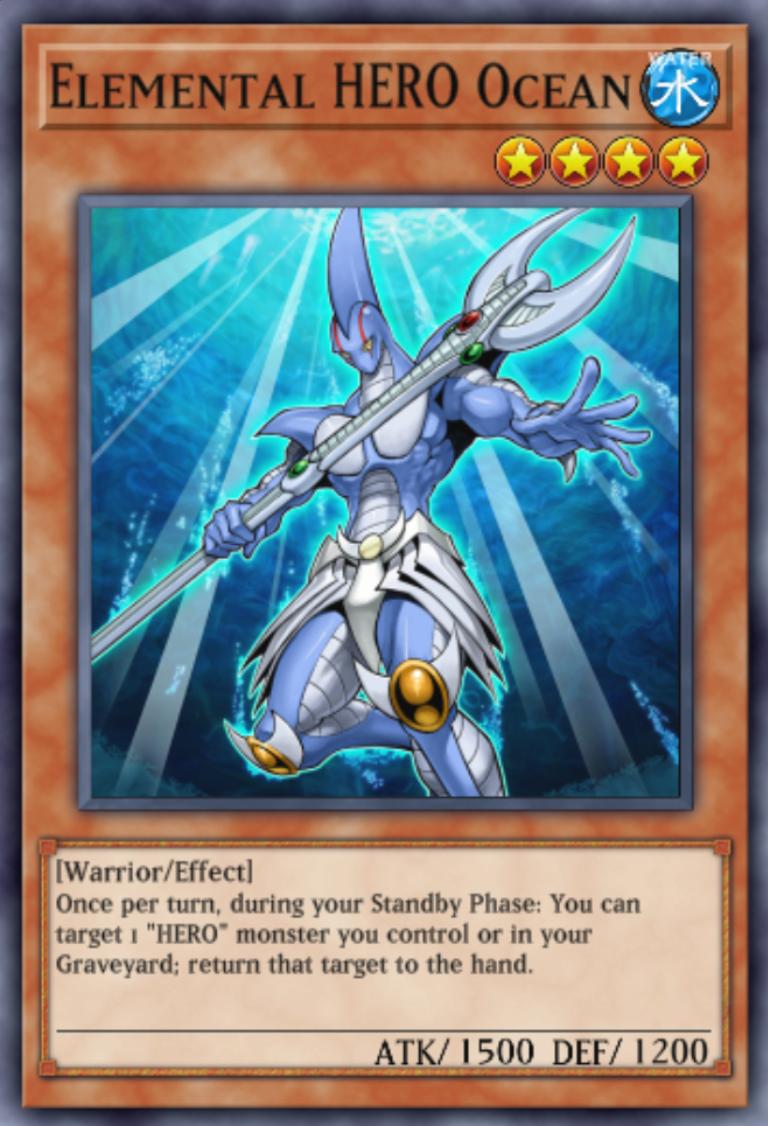 ELEMENTAL HERO OCEAN
WATER
水
[Warrior/Effect]
Once per turn, during your Standby Phase: You can
target 1 "HERO" monster you control or in your
Graveyard; return that target to the hand.
ATK/ 1500 DEF/ 1200